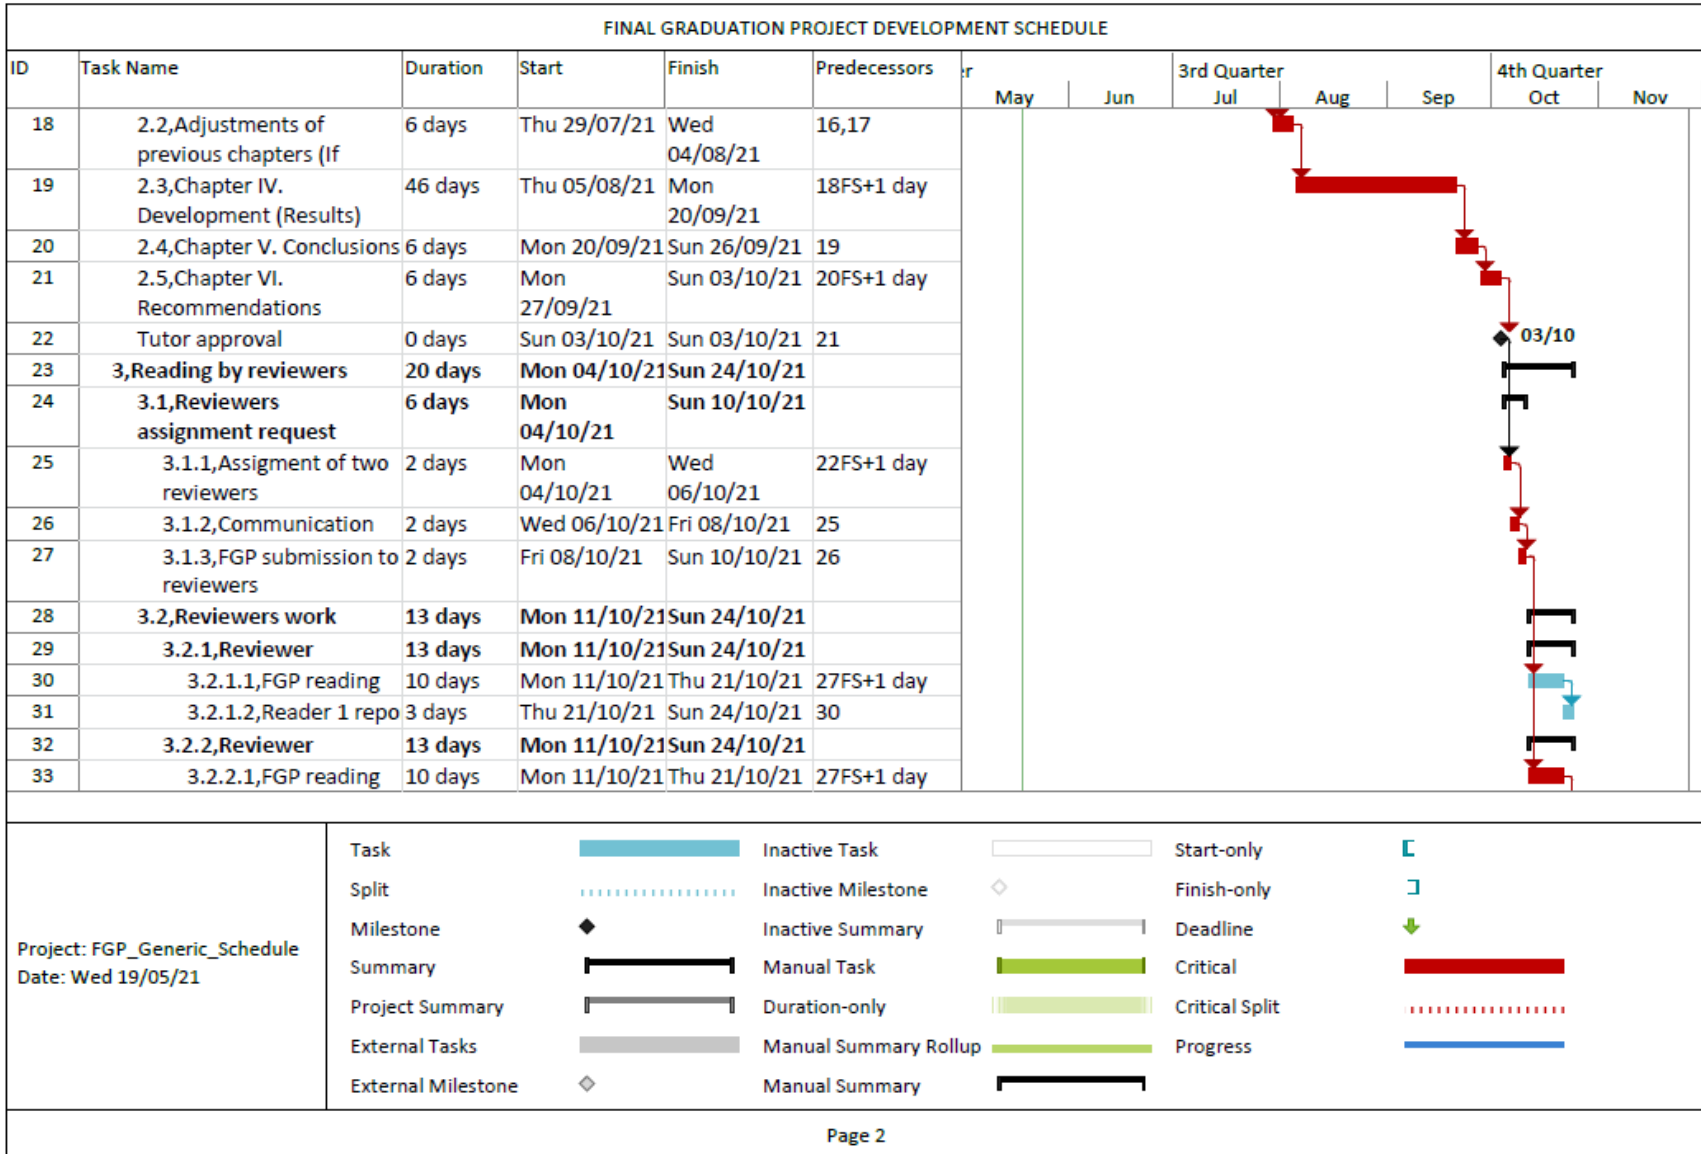 FINAL GRADUATION PROJECT DEVELOPMENT SCHEDULE
ID Task Name Duration Start Finish Predecessors er 3rd Quarter 4th Quarter
May Jun Jul Aug Sep Oct Nov
18 2.2,Adjustments of 6 days Thu 29/07/21 Wed 16,17
previous chapters (If 04/08/21
19 2.3,Chapter IV. 46 days Thu 05/08/21 Mon 18FS+1 day
Development (Results) 20/09/21
20 2.4,Chapter V. Conclusions 6 days Mon 20/09/21 Sun 26/09/21 19
21 2.5,Chapter VI. 6 days Mon Sun 03/10/21 20FS+1 day
Recommendations 27/09/21
22 Tutor approval 0 days Sun 03/10/21 Sun 03/10/21 21 03/10
23 3,Reading by reviewers 20 days Mon 04/10/21 Sun 24/10/21
24 3.1,Reviewers 6 days Mon Sun 10/10/21
assignment request 04/10/21
25 3.1.1,Assigment of two 2 days Mon Wed 22FS+1 day
reviewers 04/10/21 06/10/21
26 3.1.2,Communication 2 days Wed 06/10/21 Fri 08/10/21 25
27 3.1.3,FGP submission to 2 days Fri 08/10/21 Sun 10/10/21 26
reviewers
28 3.2,Reviewers work 13 days Mon 11/10/21 Sun 24/10/21
29 3.2.1,Reviewer 13 days Mon 11/10/21 Sun 24/10/21
30 3.2.1.1,FGP reading 10 days Mon 11/10/21 Thu 21/10/21 27FS+1 day
31 3.2.1.2,Reader 1 repo 3 days Thu 21/10/21 Sun 24/10/21 30
32 3.2.2,Reviewer 13 days Mon 11/10/21 Sun 24/10/21
33 3.2.2.1,FGP reading 10 days Mon 11/10/21 Thu 21/10/21 27FS+1 day
Project: FGP_Generic_Schedule
Date: Wed 19/05/21
Task Inactive Task Start-only
Split Inactive Milestone Finish-only
Milestone Inactive Summary Deadline
Summary Manual Task Critical
Project Summary Duration-only Critical Split
External Tasks Manual Summary Rollup Progress
External Milestone Manual Summary
Page 2